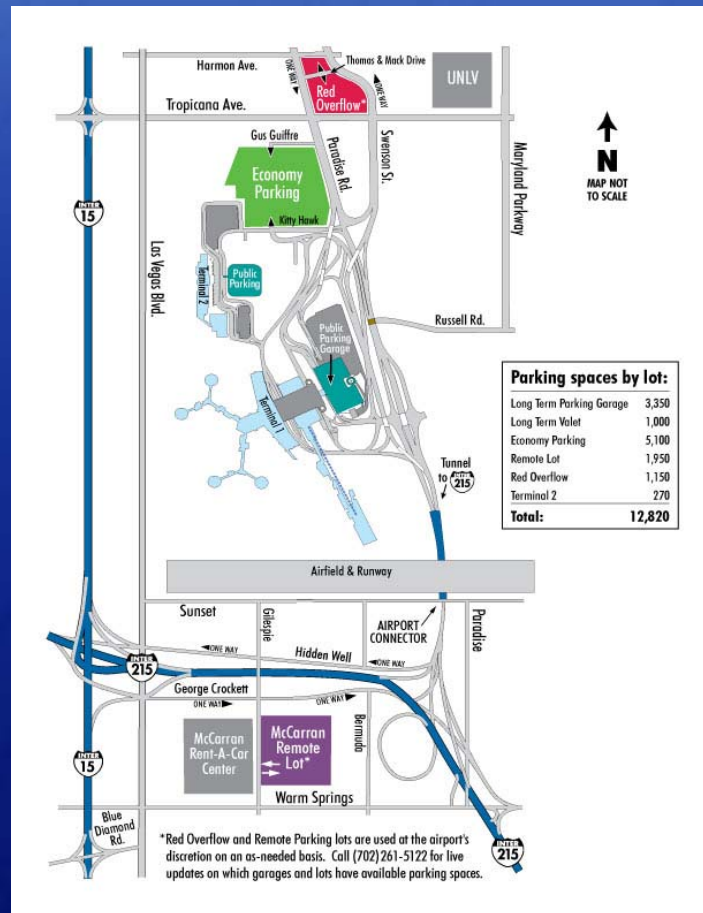 Harmon Ave.
Thomas & Mack Drive
ONE WAY
Red
Overflow*
ONE WAY
UNLV
Tropicana Ave.
Gus Guiffre
Paradise Rd.
Swenson St.
Maryland Parkway
N
MAP NOT
TO SCALE
Economy
Parking
Kitty Hawk
INTER
15
Las Vegas Blvd.
Terminal 2
Public
Parking
Russell Rd.
Public
Parking
Garage
Terminal 1
Parking spaces by lot:
Long Term Parking Garage 3,350
Long Term Valet 1,000
Economy Parking 5,100
Remote Lot 1,950
Red Overflow 1,150
Terminal 2 270
Total: 12,820
Tunnel
to INTER 215
Airfield & Runway
Sunset
Gilespie
AIRPORT
CONNECTOR
Paradise
ONE WAY
Hidden Well
ONE WAY
INTER
215
George Crockett
ONE WAY
ONE WAY
McCarran
Rent-A-Car
Center
McCarran
Remote
Lot*
Bermuda
INTER
15
Warm Springs
Blue
Diamond
Rd.
INTER
215
*Red Overflow and Remote Parking lots are used at the airport's
discretion on an as-needed basis. Call (702) 261-5122 for live
updates on which garages and lots have available parking spaces.